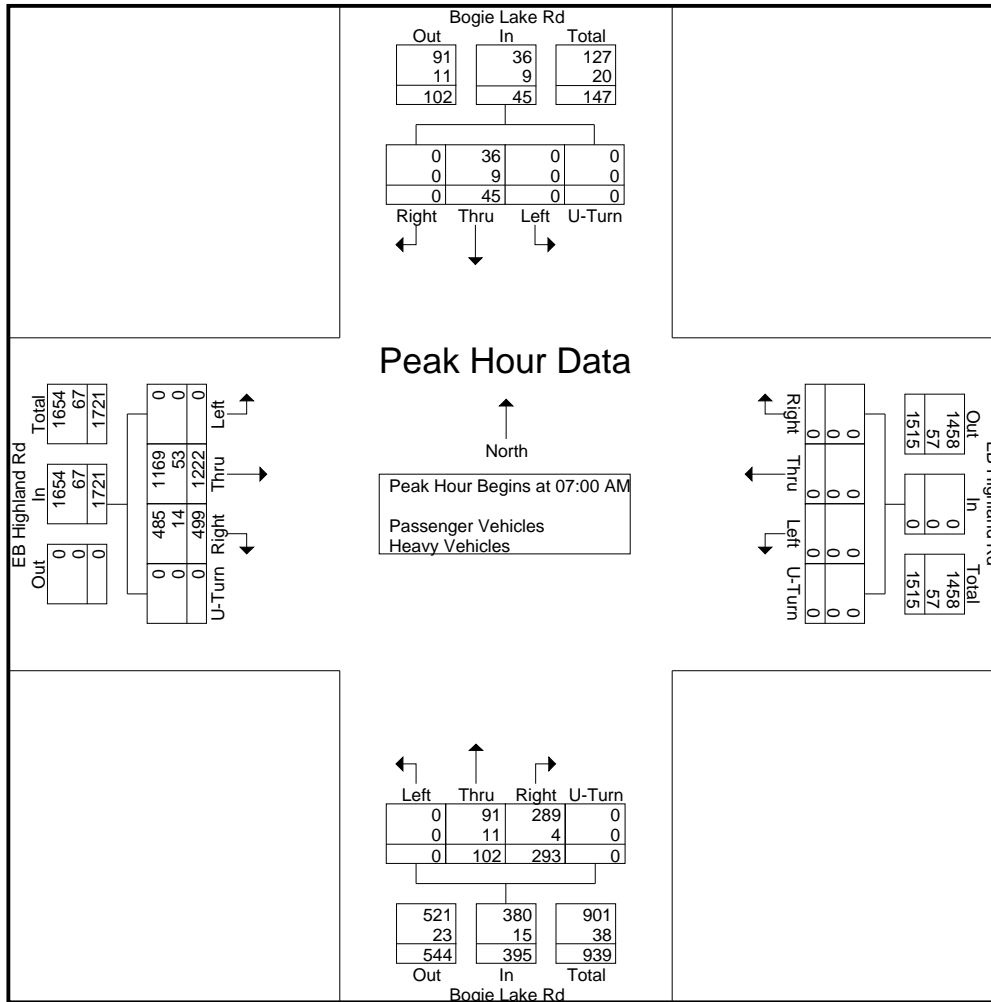 Bogie Lake Rd
Out In Total
91 36 127
11 9 20
102 45 147
0 36 0 0
0 9 0 0
0 45 0 0
Right Thru Left U-Turn
Peak Hour Data
North
Peak Hour Begins at 07:00 AM
Passenger Vehicles
Heavy Vehicles
EB Highland Rd
Out In Total
0 1654 1654
0 67 67
0 1721 1721
U-Turn Right Thru Left
0 485 1169 0
0 14 53 0
0 499 1222 0
EB Highland Rd
Out In Total
1458 0 1458
57 0 57
1515 0 1515
Right Thru Left U-Turn
0 0 0 0
0 0 0 0
0 0 0 0
Left Thru Right U-Turn
0 91 289 0
0 11 4 0
0 102 293 0
521 380 901
23 15 38
544 395 939
Out In Total
Bogie Lake Rd